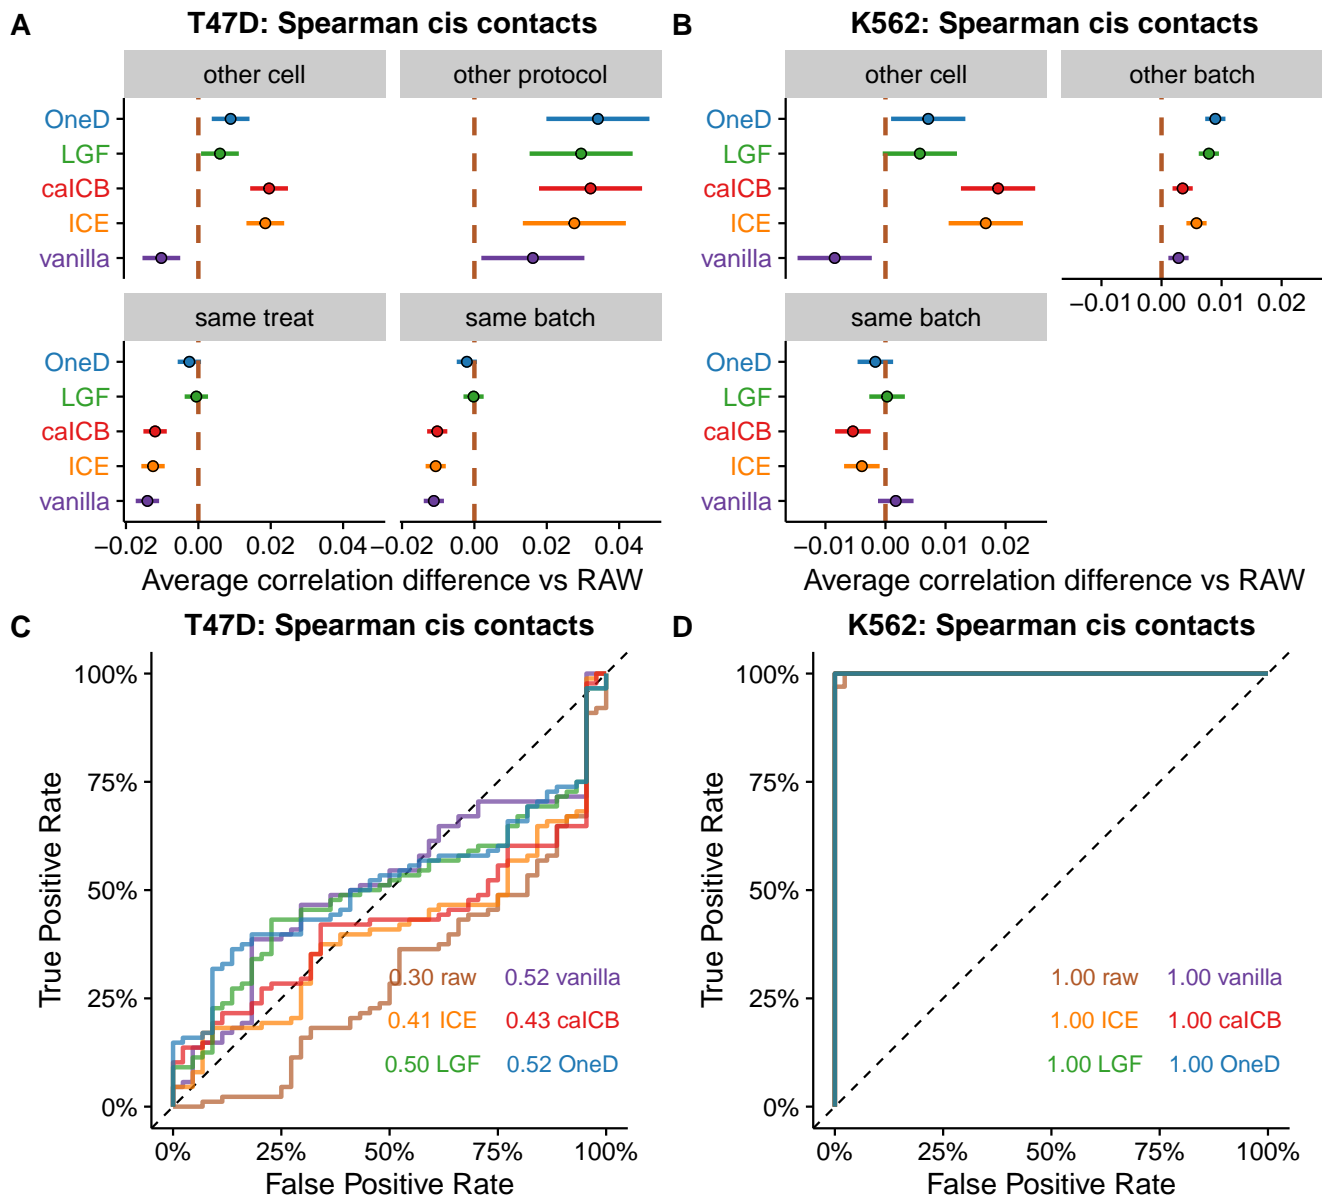 A
T47D: Spearman cis contacts
other cell
other protocol
OneD
LGF
caICB
ICE
vanilla
same treat
same batch
OneD
LGF
caICB
ICE
vanilla
−0.02 0.00 0.02 0.04
−0.02 0.00 0.02 0.04
Average correlation difference vs RAW
B
K562: Spearman cis contacts
other cell
other batch
OneD
LGF
caICB
ICE
vanilla
−0.01 0.00 0.01 0.02
same batch
OneD
LGF
caICB
ICE
vanilla
−0.01 0.00 0.01 0.02
Average correlation difference vs RAW
C
T47D: Spearman cis contacts
True Positive Rate
100%
75%
50%
25%
0%
0.30 raw
0.52 vanilla
0.41 ICE
0.43 caICB
0.50 LGF
0.52 OneD
0% 25% 50% 75% 100%
False Positive Rate
D
K562: Spearman cis contacts
True Positive Rate
100%
75%
50%
25%
0%
1.00 raw
1.00 vanilla
1.00 ICE
1.00 caICB
1.00 LGF
1.00 OneD
0% 25% 50% 75% 100%
False Positive Rate